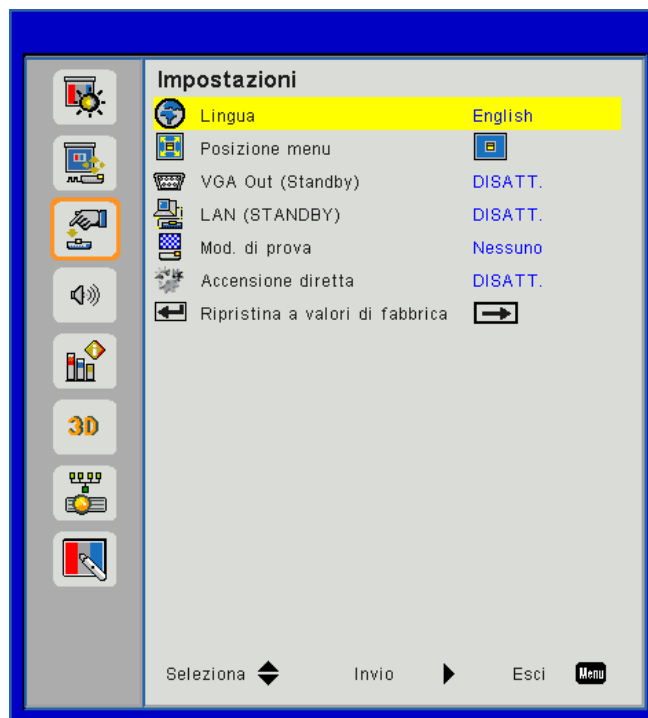 Impostazioni
Lingua English
Posizione menu
VGA Out (Standby) DISATT.
LAN (STANDBY) DISATT.
Mod. di prova Nessuno
Accensione diretta DISATT.
Ripristina a valori di fabbrica
3D
Seleziona Invio Esci Menu